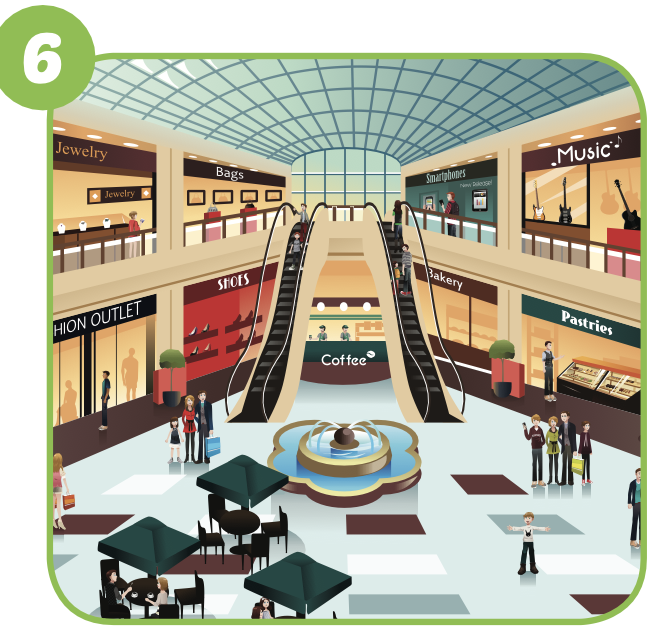 6
Jewelry
Jewelry
Bags
Smartphones
Music
HION OUTLET
SHOES
Bakery
Pastries
Coffee